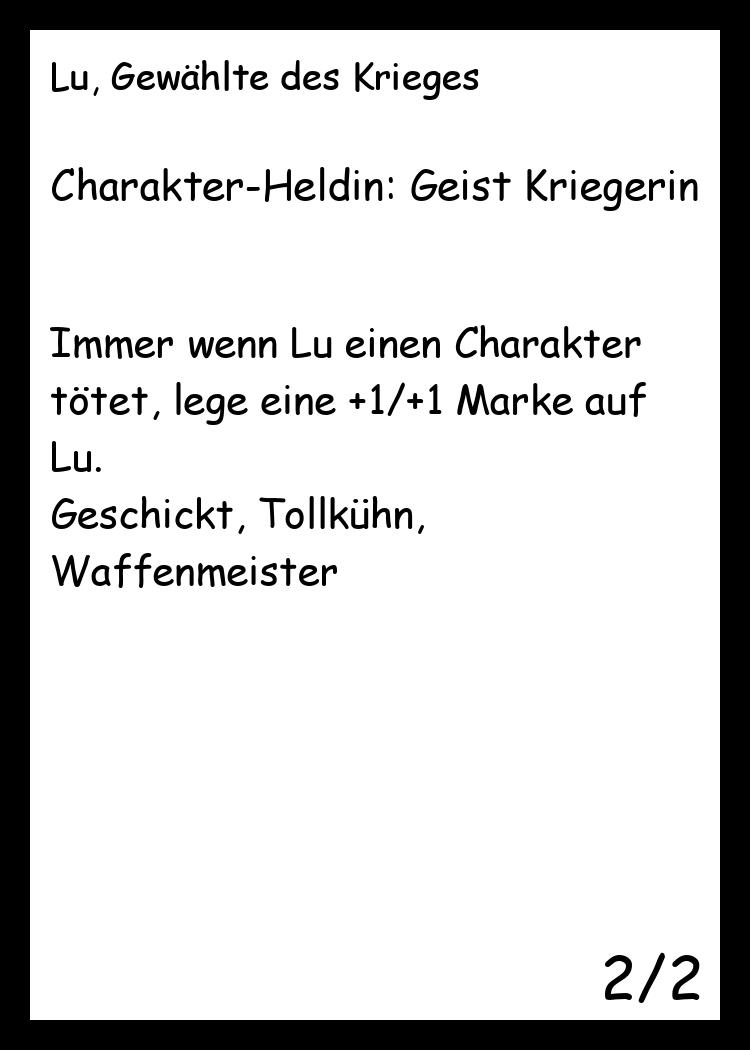 Lu, Gewählte des Krieges
Charakter-Heldin: Geist Kriegerin
Immer wenn Lu einen Charakter
tötet, lege eine +1/+1 Marke auf
Lu.
Geschickt, Tollkühn,
Waffenmeister
2/2